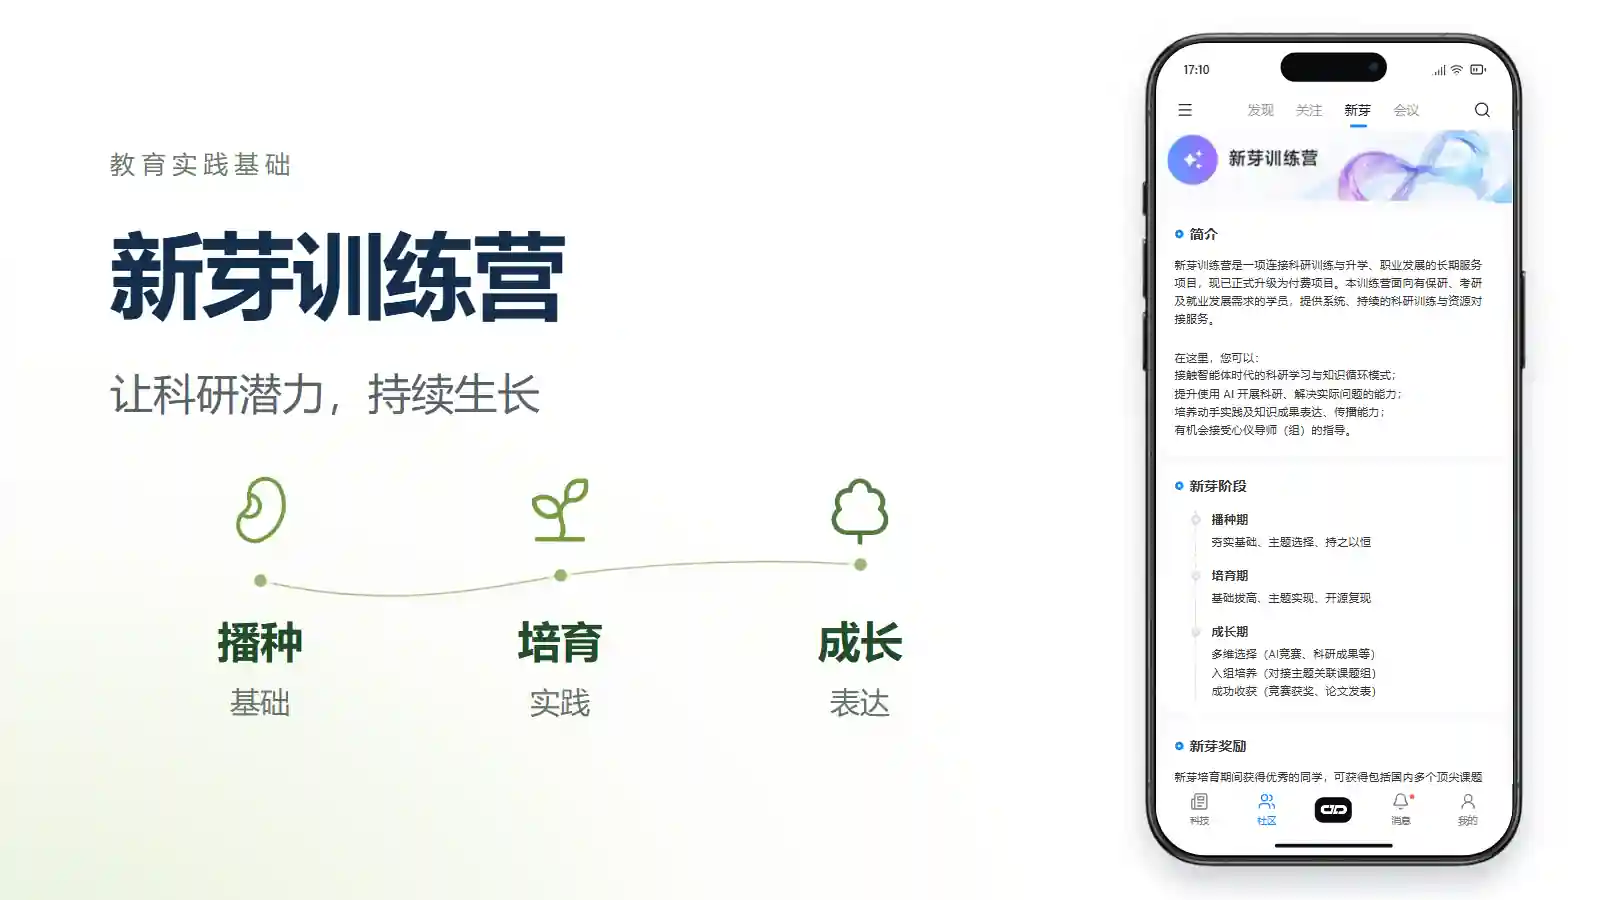 教育实践基础
新芽训练营
让科研潜力，持续生长
播种
基础
培育
实践
成长
表达
17:10
发现 关注 新芽 会议
新芽训练营
简介
新芽训练营是一项连接科研训练与升学、职业发展的长期服务
项目，现已正式升级为付费项目。本训练营面向有保研、考研
及就业发展需求的学员，提供系统、持续的科研训练与资源对
接服务。
在这里，您可以：
接触智能体时代的科研学习与知识循环模式；
提升使用 AI 开展科研、解决实际问题的能力；
培养动手实践及知识成果表达、传播能力；
有机会接受心仪导师（组）的指导。
新芽阶段
播种期
夯实基础、主题选择、持之以恒
培育期
基础拔高、主题实现、开源复现
成长期
多维选择（AI竞赛、科研成果等）
入组培养（对接主题关联课题组）
成功收获（竞赛获奖、论文发表）
新芽奖励
新芽培育期间获得优秀的同学，可获得包括国内多个顶尖课题
科技 社区 消息 我的